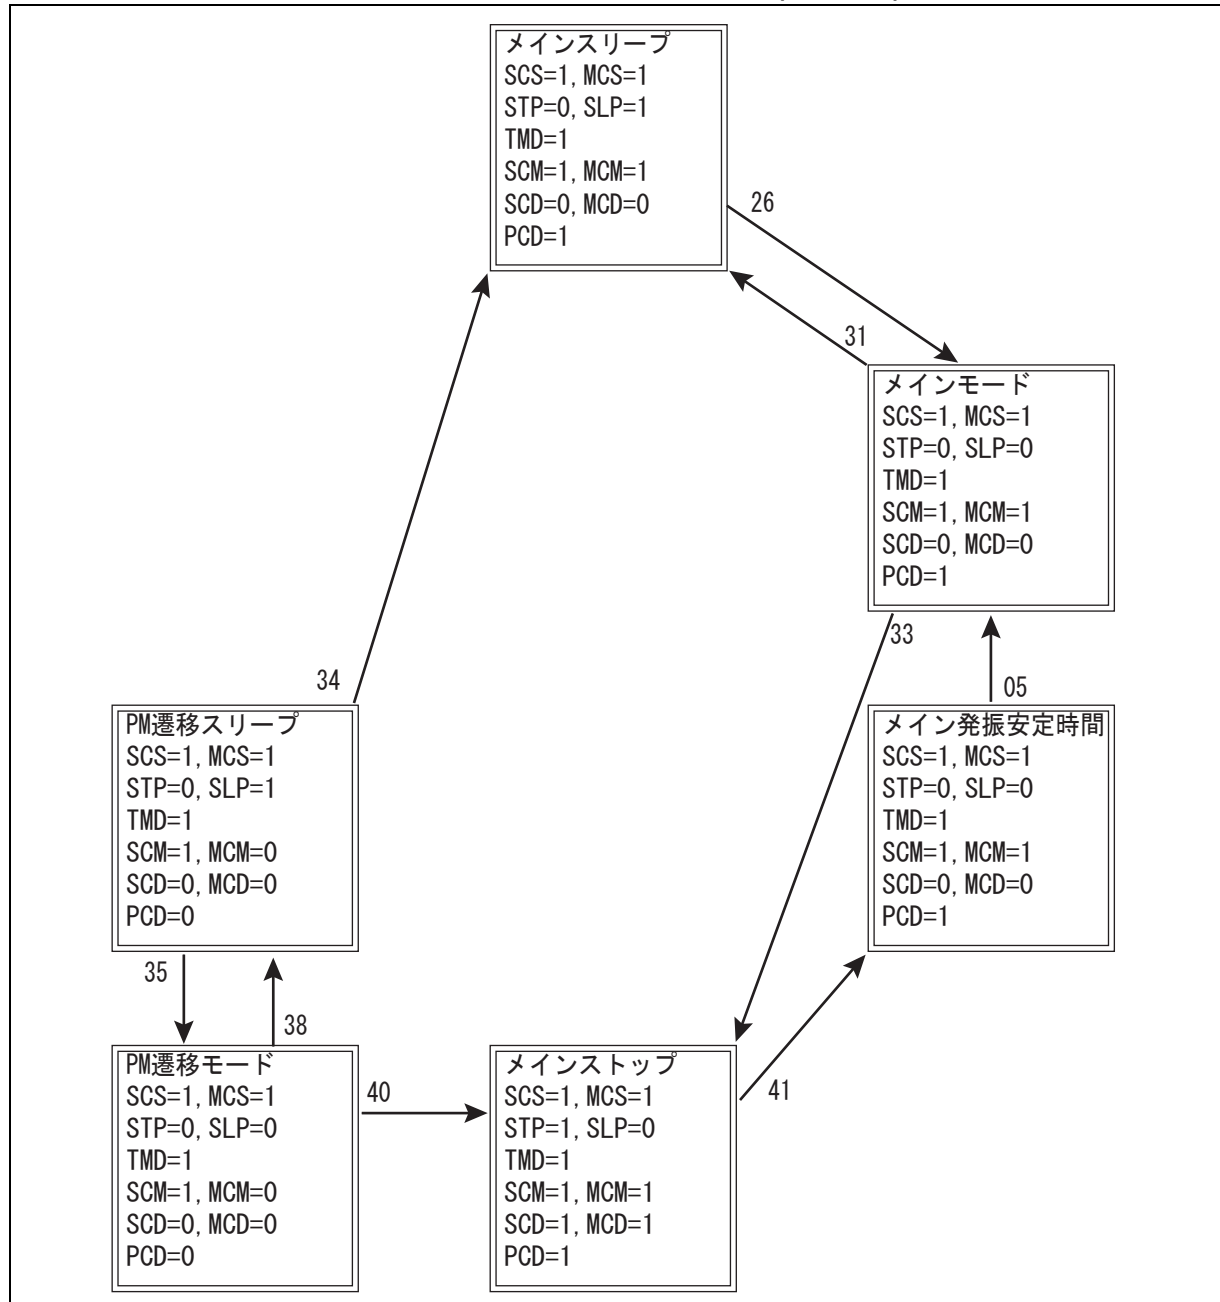 メインスリープ
SCS=1, MCS=1
STP=0, SLP=1
TMD=1
SCM=1, MCM=1
SCD=0, MCD=0
PCD=1
26
31
メインモード
SCS=1, MCS=1
STP=0, SLP=0
TMD=1
SCM=1, MCM=1
SCD=0, MCD=0
PCD=1
33
05
34
PM遷移スリープ
SCS=1, MCS=1
STP=0, SLP=1
TMD=1
SCM=1, MCM=0
SCD=0, MCD=0
PCD=0
メイン発振安定時間
SCS=1, MCS=1
STP=0, SLP=0
TMD=1
SCM=1, MCM=1
SCD=0, MCD=0
PCD=1
35
38
PM遷移モード
SCS=1, MCS=1
STP=0, SLP=0
TMD=1
SCM=1, MCM=0
SCD=0, MCD=0
PCD=0
40
メインストップ
SCS=1, MCS=1
STP=1, SLP=0
TMD=1
SCM=1, MCM=1
SCD=1, MCD=1
PCD=1
41